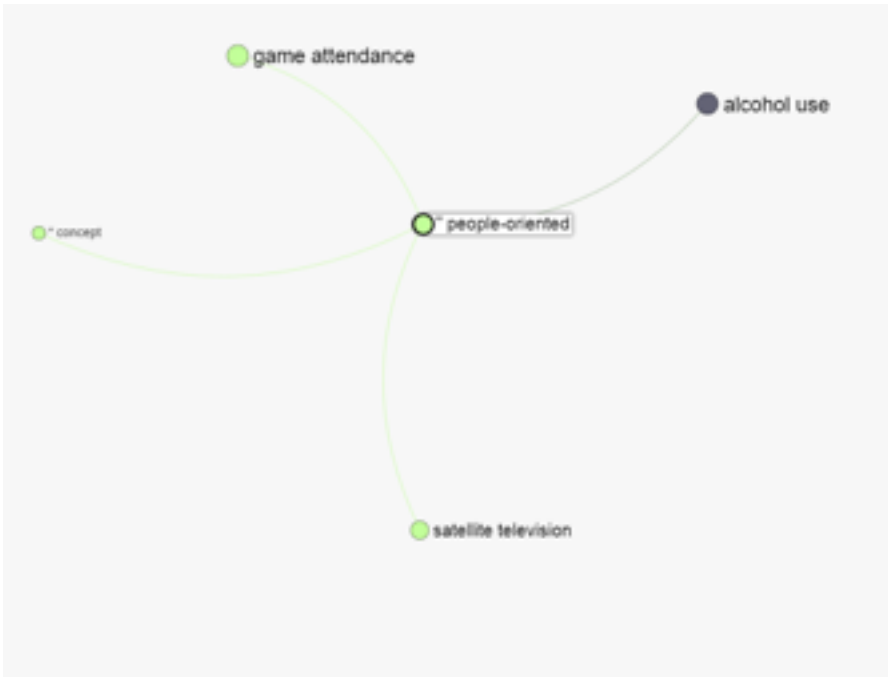 game attendance
alcohol use
" people-oriented
" concept
satellite television